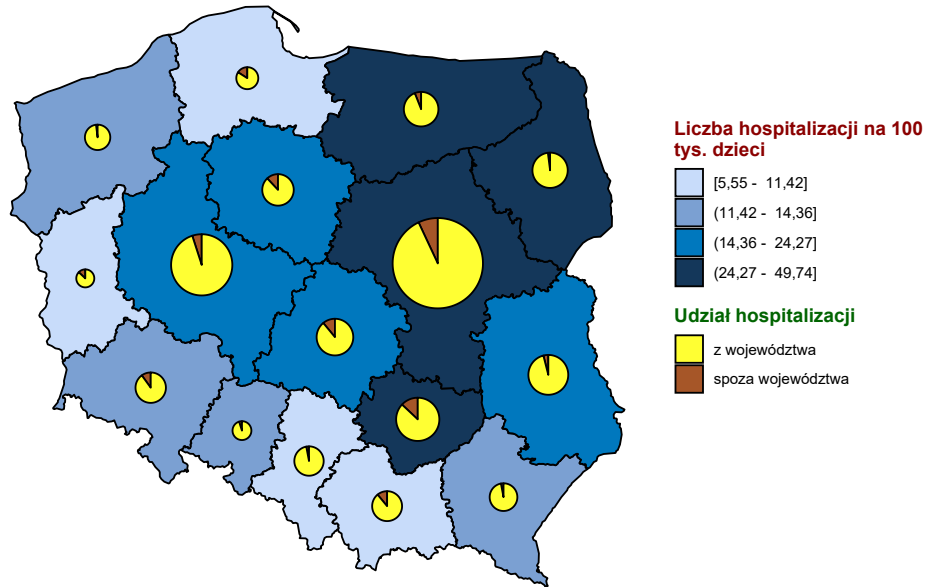 Liczba hospitalizacji na 100
tys. dzieci
[5,55 - 11,42]
(11,42 - 14,36]
(14,36 - 24,27]
(24,27 - 49,74]
Udział hospitalizacji
z województwa
spoza województwa